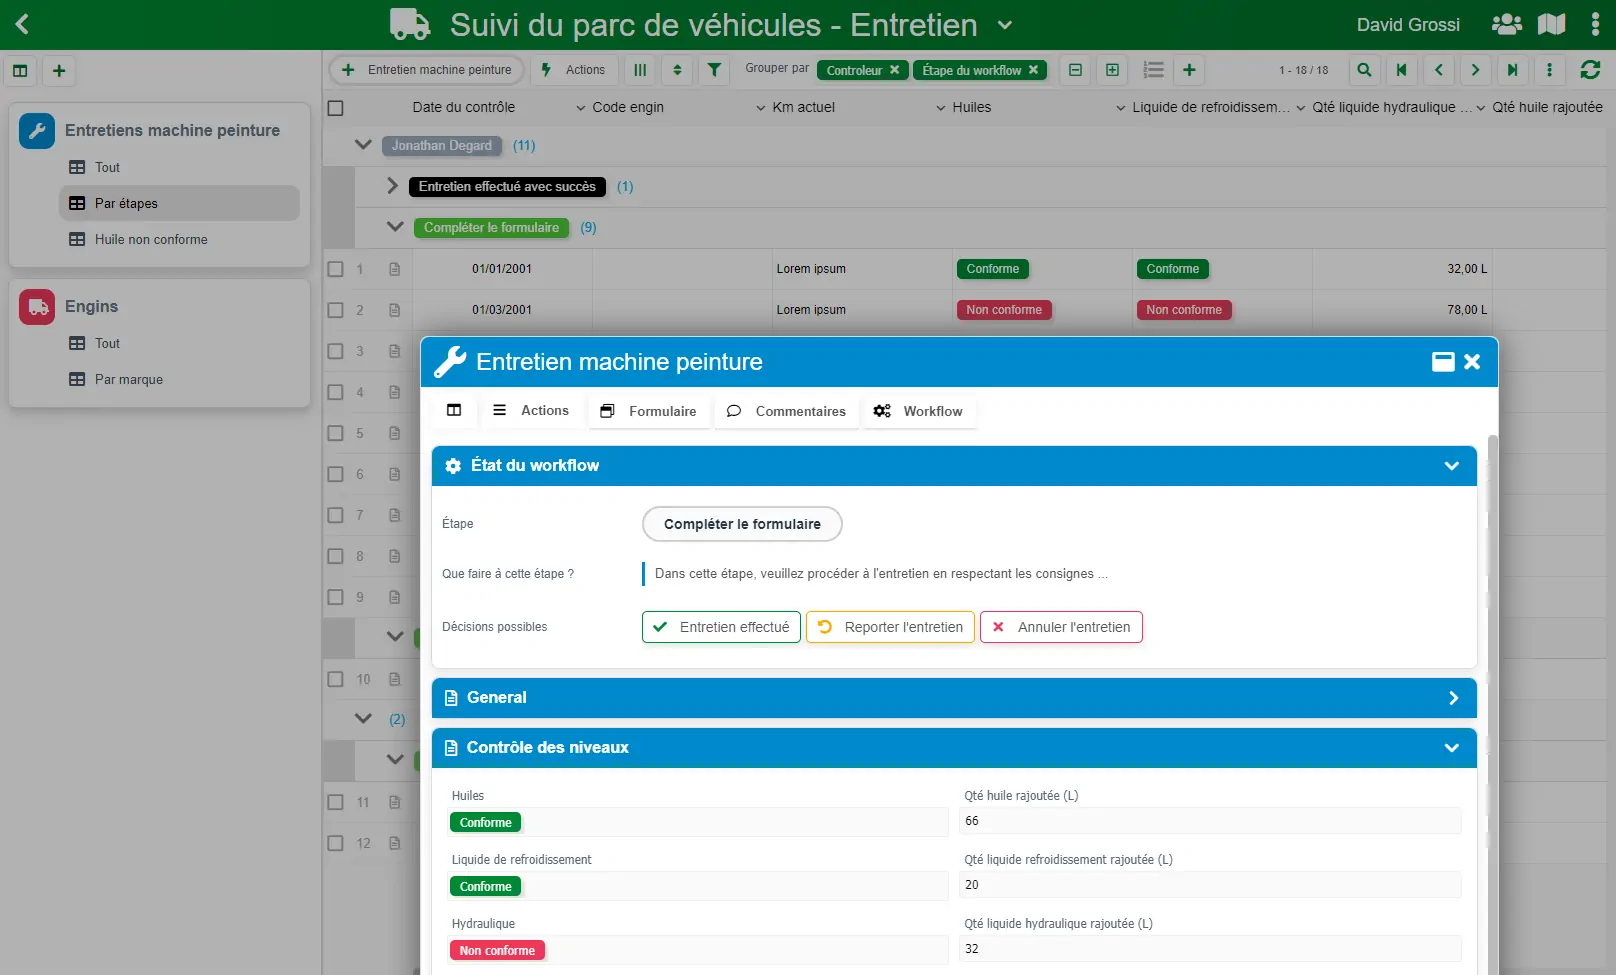 Suivi du parc de véhicules - Entretien
David Grossi
Entretien machine peinture
Actions
Grouper par
Controleur
Étape du workflow
1 - 18 / 18
Entretiens machine peinture
Tout
Par étapes
Huile non conforme
Engins
Tout
Par marque
Date du contrôle
Code engin
Km actuel
Huiles
Liquide de refroidissem...
Qté liquide hydraulique ...
Qté huile rajoutée
Jonathan Degard (11)
Entretien effectué avec succès (1)
Compléter le formulaire (9)
1 01/01/2001 Lorem ipsum Conforme Conforme 32,00 L
2 01/03/2001 Lorem ipsum Non conforme Non conforme 78,00 L
3
4
5
6
7
8
9
10
(2)
11
12
Entretien machine peinture
Actions
Formulaire
Commentaires
Workflow
État du workflow
Étape
Compléter le formulaire
Que faire à cette étape ?
Dans cette étape, veuillez procéder à l'entretien en respectant les consignes ...
Décisions possibles
Entretien effectué
Reporter l'entretien
Annuler l'entretien
General
Contrôle des niveaux
Huiles
Conforme
Qté huile rajoutée (L)
66
Liquide de refroidissement
Conforme
Qté liquide refroidissement rajoutée (L)
20
Hydraulique
Non conforme
Qté liquide hydraulique rajoutée (L)
32